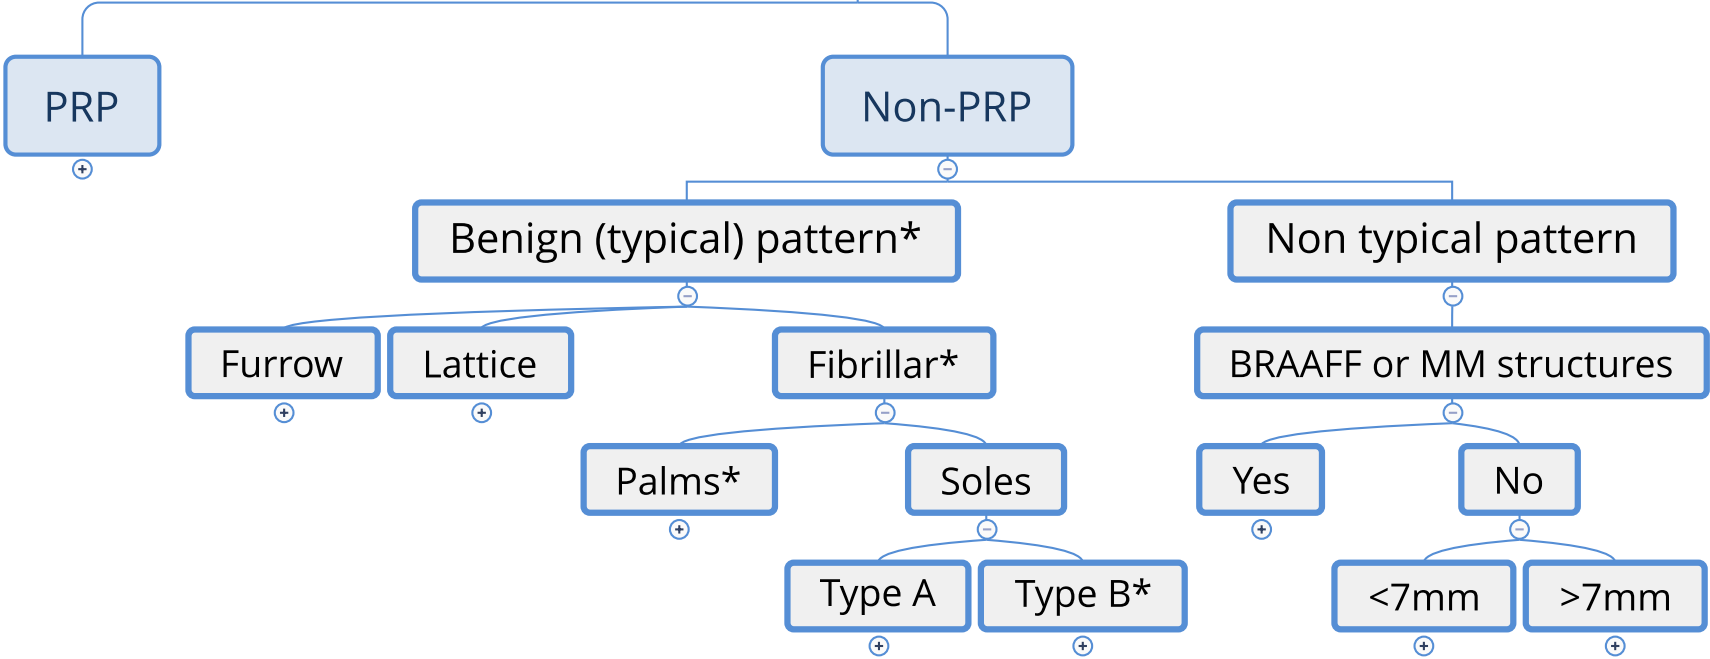 PRP
Non-PRP
Benign (typical) pattern*
Non typical pattern
Furrow
Lattice
Fibrillar*
BRAAFF or MM structures
Palms*
Soles
Yes
No
Type A
Type B*
<7mm
>7mm